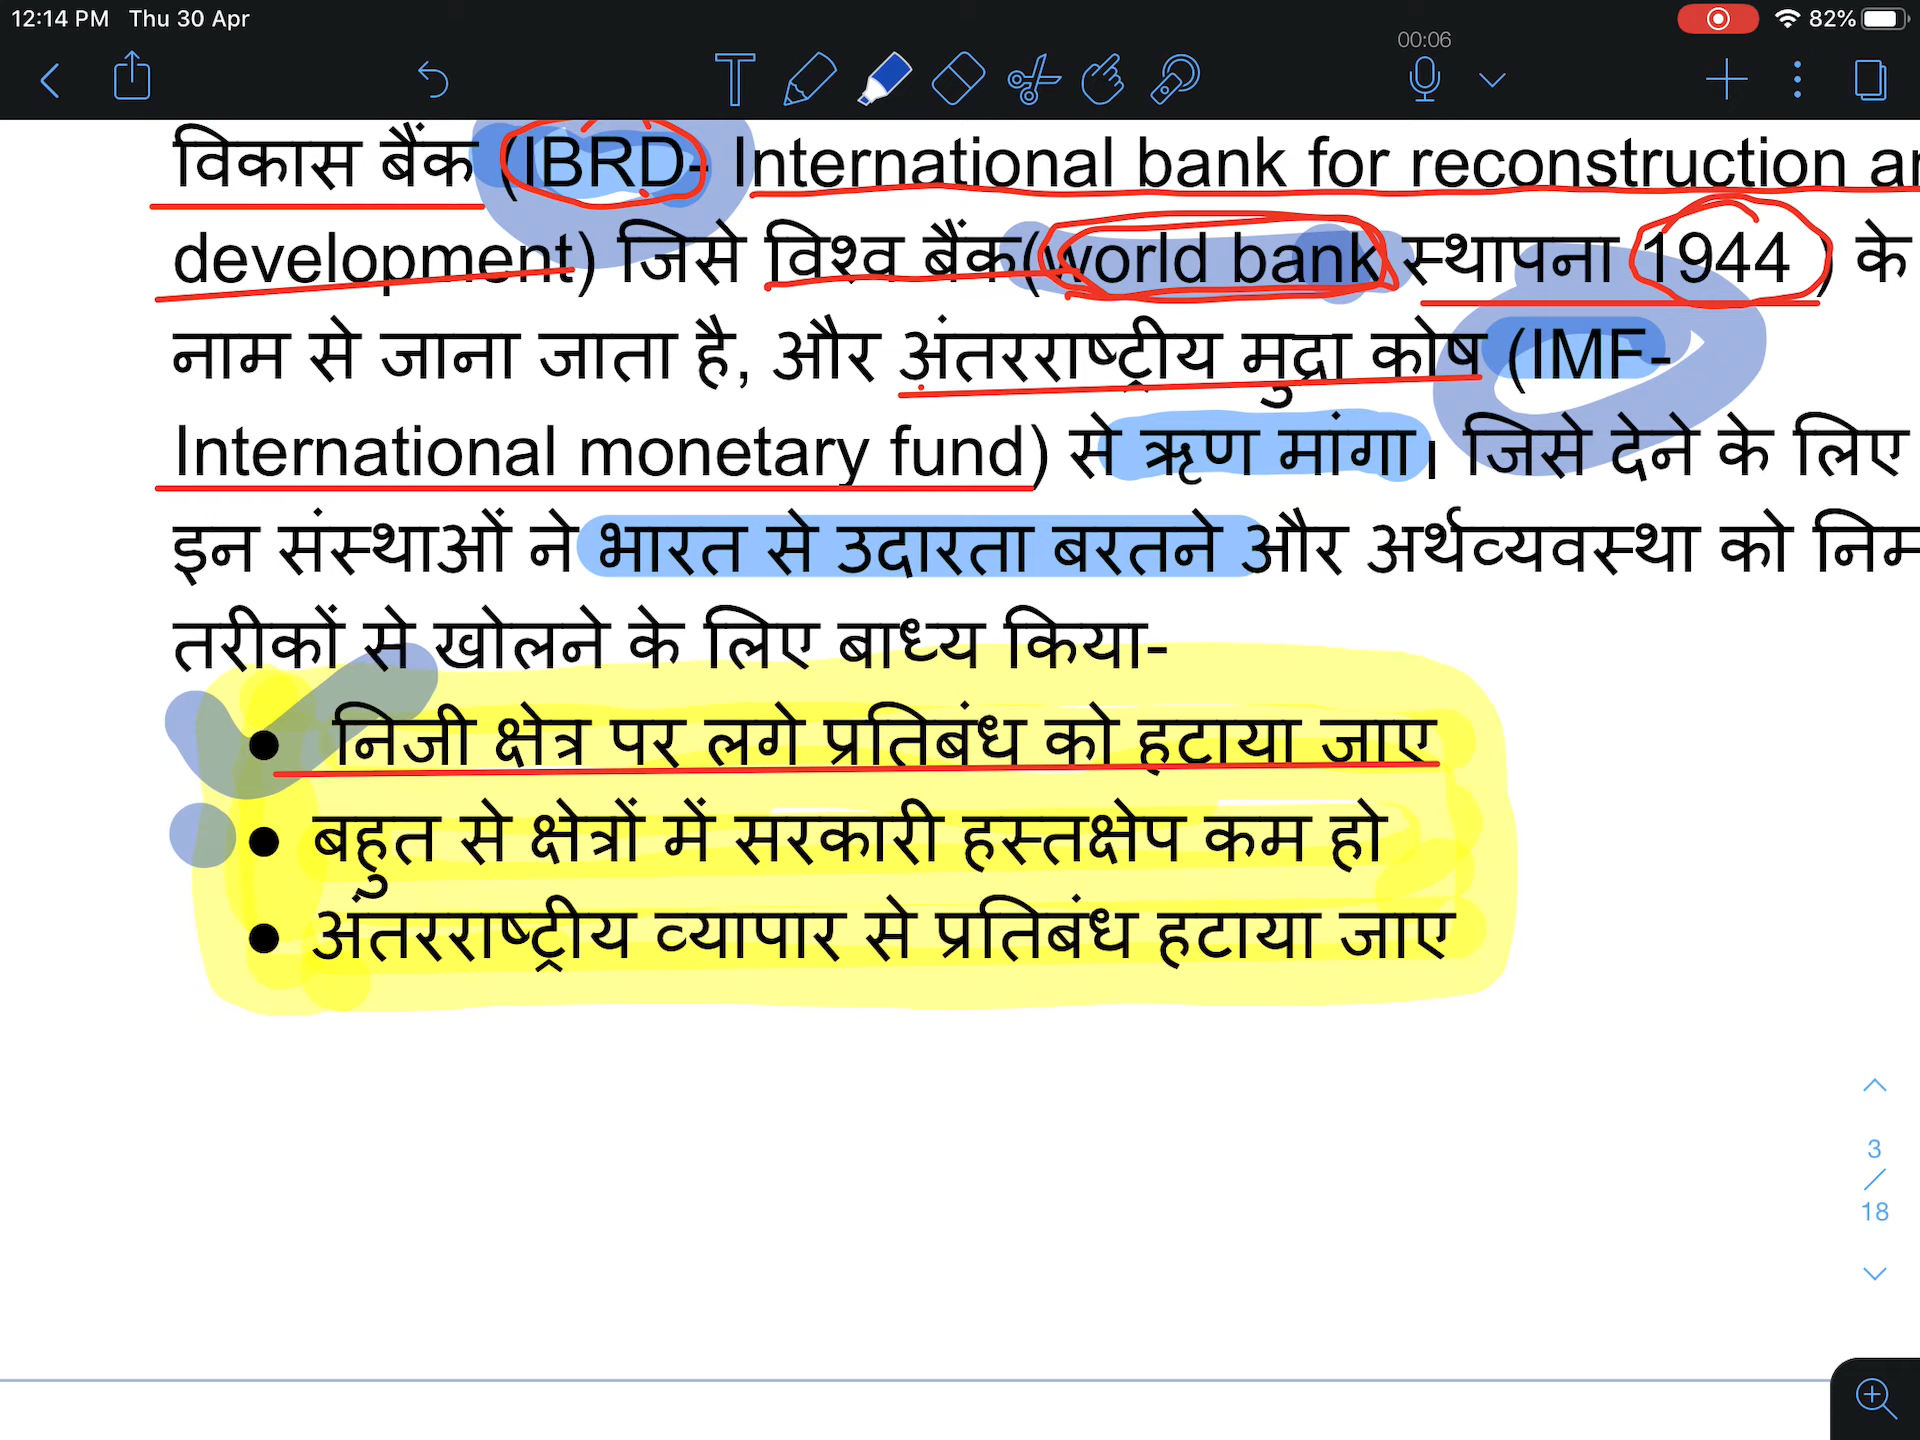 12:14 PM Thu 30 Apr
82%
00:06
विकास बैंक (IBRD- International bank for reconstruction
development) जिसे विश्व बैंक(world bank स्थापना 1944 ) के
नाम से जाना जाता है, और अंतरराष्ट्रीय मुद्रा कोष (IMF-
International monetary fund) से ऋण मांगा। जिसे देने के लिए
इन संस्थाओं ने भारत से उदारता बरतने और अर्थव्यवस्था को
तरीकों से खोलने के लिए बाध्य किया-
● निजी क्षेत्र पर लगे प्रतिबंध को हटाया जाए
● बहुत से क्षेत्रों में सरकारी हस्तक्षेप कम हो
● अंतरराष्ट्रीय व्यापार से प्रतिबंध हटाया जाए
3
/
18